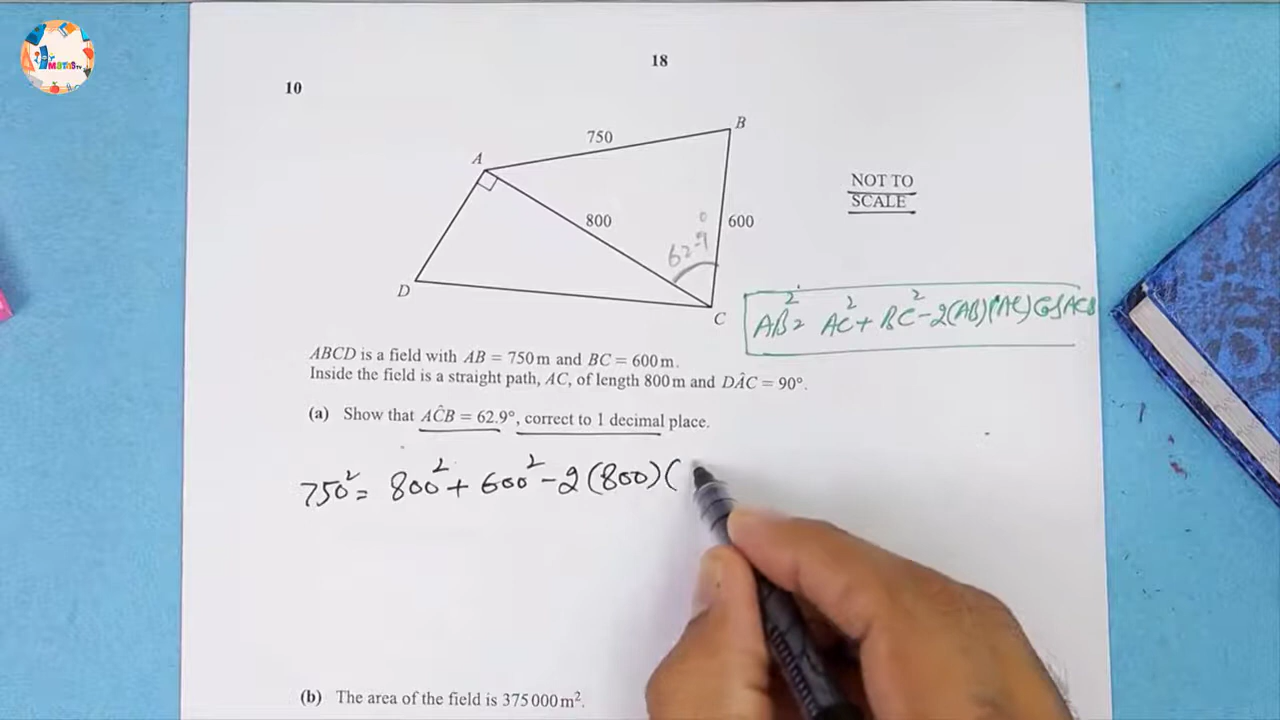 MATHS TV
18
10
A
750
B
NOT TO
SCALE
800
600
62.9°
D
C
AB² = AC² + BC² - 2(AB)(AC) Cos ACB
ABCD is a field with AB = 750 m and BC = 600 m.
Inside the field is a straight path, AC, of length 800 m and DÂC = 90°.
(a) Show that AĈB = 62.9°, correct to 1 decimal place.
750² = 800² + 600² - 2(800)(
(b) The area of the field is 375 000 m².